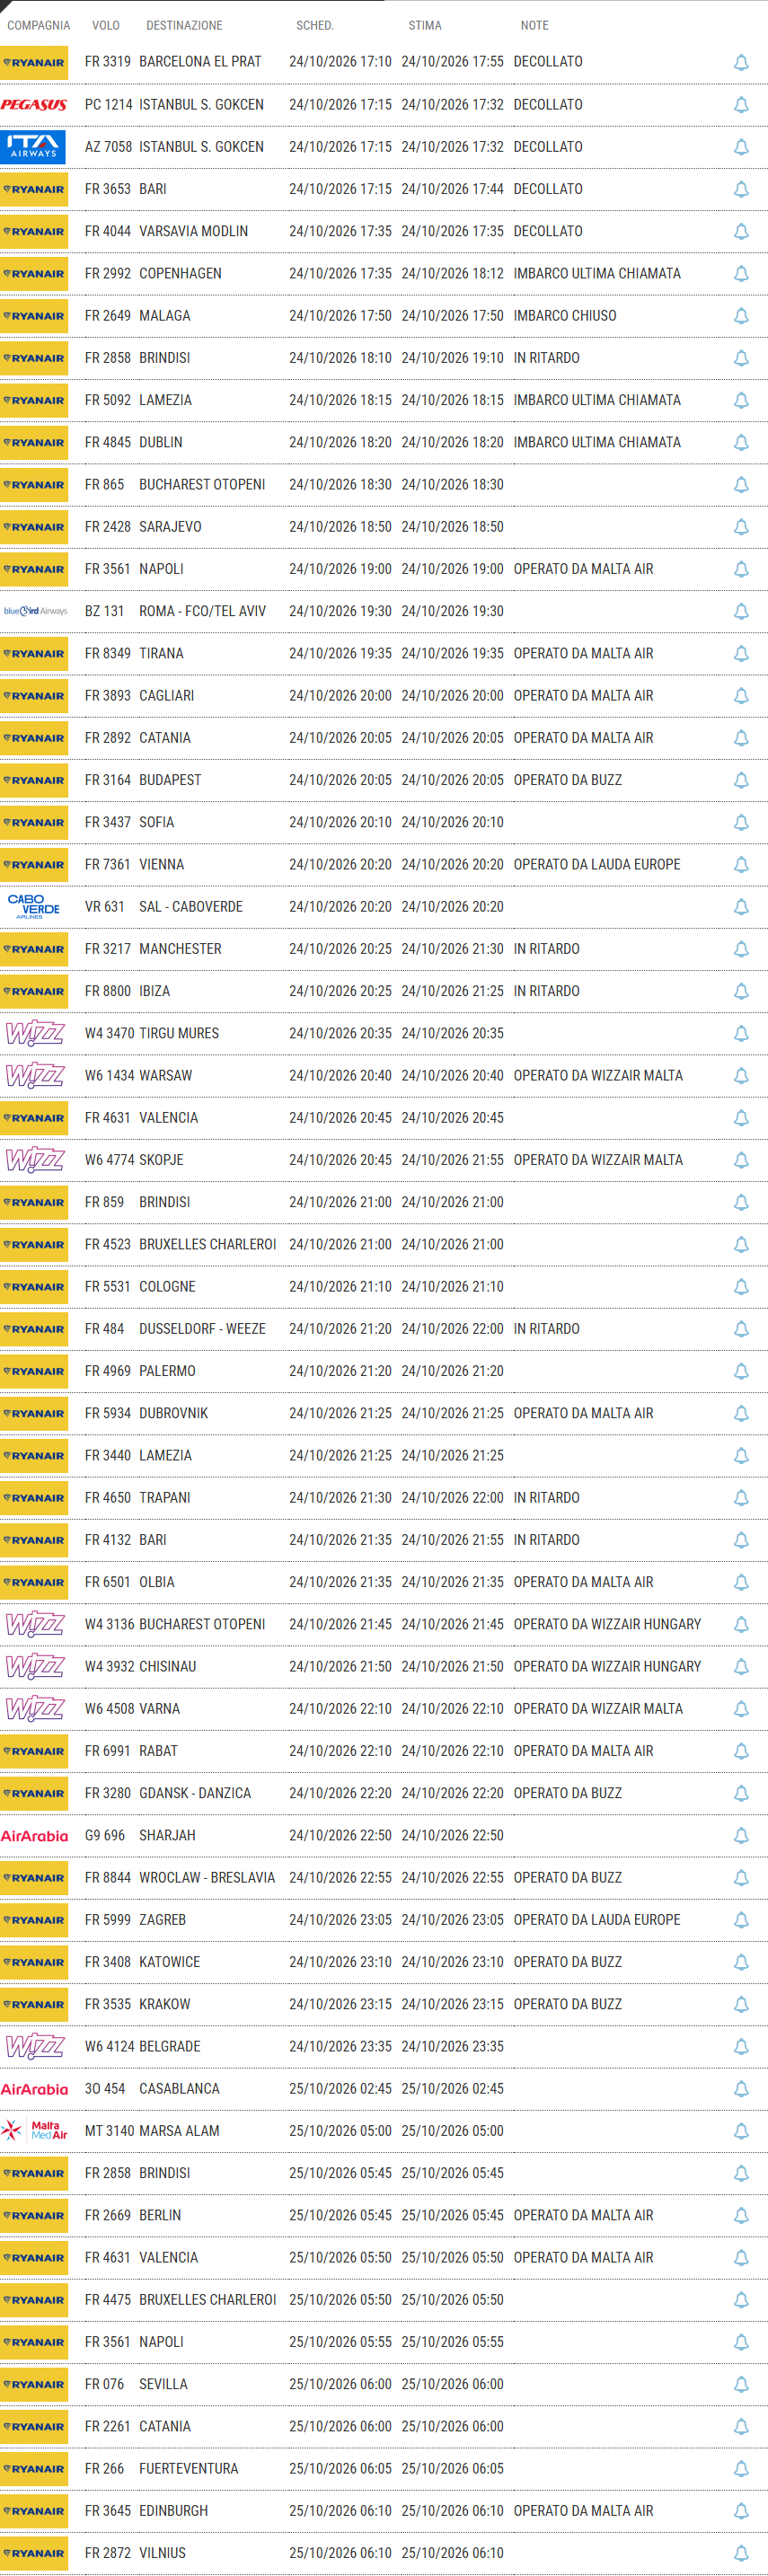 COMPAGNIA VOLO DESTINAZIONE SCHED. STIMA NOTE
RYANAIR FR 3319 BARCELONA EL PRAT 24/10/2026 17:10 24/10/2026 17:55 DECOLLATO
PEGASUS PC 1214 ISTANBUL S. GOKCEN 24/10/2026 17:15 24/10/2026 17:32 DECOLLATO
ITA AIRWAYS AZ 7058 ISTANBUL S. GOKCEN 24/10/2026 17:15 24/10/2026 17:32 DECOLLATO
RYANAIR FR 3653 BARI 24/10/2026 17:15 24/10/2026 17:44 DECOLLATO
RYANAIR FR 4044 VARSAVIA MODLIN 24/10/2026 17:35 24/10/2026 17:35 DECOLLATO
RYANAIR FR 2992 COPENHAGEN 24/10/2026 17:35 24/10/2026 18:12 IMBARCO ULTIMA CHIAMATA
RYANAIR FR 2649 MALAGA 24/10/2026 17:50 24/10/2026 17:50 IMBARCO CHIUSO
RYANAIR FR 2858 BRINDISI 24/10/2026 18:10 24/10/2026 19:10 IN RITARDO
RYANAIR FR 5092 LAMEZIA 24/10/2026 18:15 24/10/2026 18:15 IMBARCO ULTIMA CHIAMATA
RYANAIR FR 4845 DUBLIN 24/10/2026 18:20 24/10/2026 18:20 IMBARCO ULTIMA CHIAMATA
RYANAIR FR 865 BUCHAREST OTOPENI 24/10/2026 18:30 24/10/2026 18:30
RYANAIR FR 2428 SARAJEVO 24/10/2026 18:50 24/10/2026 18:50
RYANAIR FR 3561 NAPOLI 24/10/2026 19:00 24/10/2026 19:00 OPERATO DA MALTA AIR
bluebird Airways BZ 131 ROMA - FCO/TEL AVIV 24/10/2026 19:30 24/10/2026 19:30
RYANAIR FR 8349 TIRANA 24/10/2026 19:35 24/10/2026 19:35 OPERATO DA MALTA AIR
RYANAIR FR 3893 CAGLIARI 24/10/2026 20:00 24/10/2026 20:00 OPERATO DA MALTA AIR
RYANAIR FR 2892 CATANIA 24/10/2026 20:05 24/10/2026 20:05 OPERATO DA MALTA AIR
RYANAIR FR 3164 BUDAPEST 24/10/2026 20:05 24/10/2026 20:05 OPERATO DA BUZZ
RYANAIR FR 3437 SOFIA 24/10/2026 20:10 24/10/2026 20:10
RYANAIR FR 7361 VIENNA 24/10/2026 20:20 24/10/2026 20:20 OPERATO DA LAUDA EUROPE
CABO VERDE AIRLINES VR 631 SAL - CABOVERDE 24/10/2026 20:20 24/10/2026 20:20
RYANAIR FR 3217 MANCHESTER 24/10/2026 20:25 24/10/2026 21:30 IN RITARDO
RYANAIR FR 8800 IBIZA 24/10/2026 20:25 24/10/2026 21:25 IN RITARDO
WIZZ W4 3470 TIRGU MURES 24/10/2026 20:35 24/10/2026 20:35
WIZZ W6 1434 WARSAW 24/10/2026 20:40 24/10/2026 20:40 OPERATO DA WIZZAIR MALTA
RYANAIR FR 4631 VALENCIA 24/10/2026 20:45 24/10/2026 20:45
WIZZ W6 4774 SKOPJE 24/10/2026 20:45 24/10/2026 21:55 OPERATO DA WIZZAIR MALTA
RYANAIR FR 859 BRINDISI 24/10/2026 21:00 24/10/2026 21:00
RYANAIR FR 4523 BRUXELLES CHARLEROI 24/10/2026 21:00 24/10/2026 21:00
RYANAIR FR 5531 COLOGNE 24/10/2026 21:10 24/10/2026 21:10
RYANAIR FR 484 DUSSELDORF - WEEZE 24/10/2026 21:20 24/10/2026 22:00 IN RITARDO
RYANAIR FR 4969 PALERMO 24/10/2026 21:20 24/10/2026 21:20
RYANAIR FR 5934 DUBROVNIK 24/10/2026 21:25 24/10/2026 21:25 OPERATO DA MALTA AIR
RYANAIR FR 3440 LAMEZIA 24/10/2026 21:25 24/10/2026 21:25
RYANAIR FR 4650 TRAPANI 24/10/2026 21:30 24/10/2026 22:00 IN RITARDO
RYANAIR FR 4132 BARI 24/10/2026 21:35 24/10/2026 21:55 IN RITARDO
RYANAIR FR 6501 OLBIA 24/10/2026 21:35 24/10/2026 21:35 OPERATO DA MALTA AIR
WIZZ W4 3136 BUCHAREST OTOPENI 24/10/2026 21:45 24/10/2026 21:45 OPERATO DA WIZZAIR HUNGARY
WIZZ W4 3932 CHISINAU 24/10/2026 21:50 24/10/2026 21:50 OPERATO DA WIZZAIR HUNGARY
WIZZ W6 4508 VARNA 24/10/2026 22:10 24/10/2026 22:10 OPERATO DA WIZZAIR MALTA
RYANAIR FR 6991 RABAT 24/10/2026 22:10 24/10/2026 22:10 OPERATO DA MALTA AIR
RYANAIR FR 3280 GDANSK - DANZICA 24/10/2026 22:20 24/10/2026 22:20 OPERATO DA BUZZ
AirArabia G9 696 SHARJAH 24/10/2026 22:50 24/10/2026 22:50
RYANAIR FR 8844 WROCLAW - BRESLAVIA 24/10/2026 22:55 24/10/2026 22:55 OPERATO DA BUZZ
RYANAIR FR 5999 ZAGREB 24/10/2026 23:05 24/10/2026 23:05 OPERATO DA LAUDA EUROPE
RYANAIR FR 3408 KATOWICE 24/10/2026 23:10 24/10/2026 23:10 OPERATO DA BUZZ
RYANAIR FR 3535 KRAKOW 24/10/2026 23:15 24/10/2026 23:15 OPERATO DA BUZZ
WIZZ W6 4124 BELGRADE 24/10/2026 23:35 24/10/2026 23:35
AirArabia 3O 454 CASABLANCA 25/10/2026 02:45 25/10/2026 02:45
Malta MedAir MT 3140 MARSA ALAM 25/10/2026 05:00 25/10/2026 05:00
RYANAIR FR 2858 BRINDISI 25/10/2026 05:45 25/10/2026 05:45
RYANAIR FR 2669 BERLIN 25/10/2026 05:45 25/10/2026 05:45 OPERATO DA MALTA AIR
RYANAIR FR 4631 VALENCIA 25/10/2026 05:50 25/10/2026 05:50 OPERATO DA MALTA AIR
RYANAIR FR 4475 BRUXELLES CHARLEROI 25/10/2026 05:50 25/10/2026 05:50
RYANAIR FR 3561 NAPOLI 25/10/2026 05:55 25/10/2026 05:55
RYANAIR FR 076 SEVILLA 25/10/2026 06:00 25/10/2026 06:00
RYANAIR FR 2261 CATANIA 25/10/2026 06:00 25/10/2026 06:00
RYANAIR FR 266 FUERTEVENTURA 25/10/2026 06:05 25/10/2026 06:05
RYANAIR FR 3645 EDINBURGH 25/10/2026 06:10 25/10/2026 06:10 OPERATO DA MALTA AIR
RYANAIR FR 2872 VILNIUS 25/10/2026 06:10 25/10/2026 06:10